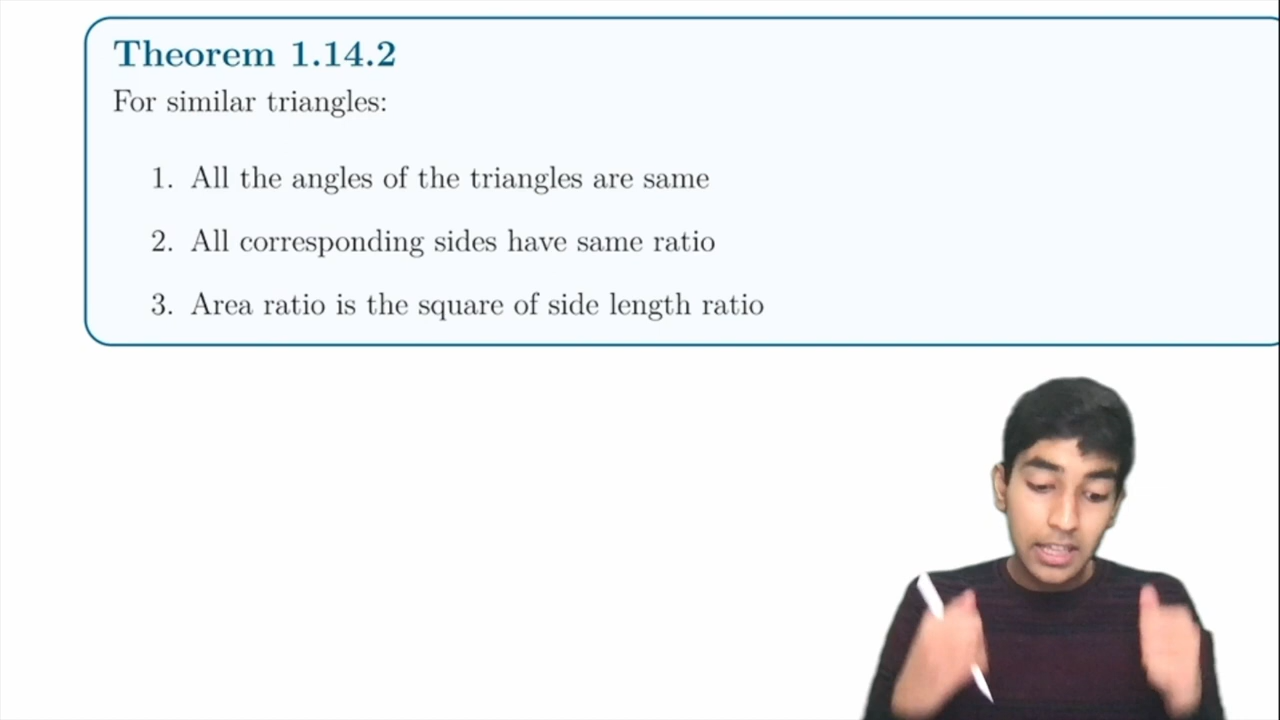 Theorem 1.14.2
For similar triangles:
1. All the angles of the triangles are same
2. All corresponding sides have same ratio
3. Area ratio is the square of side length ratio